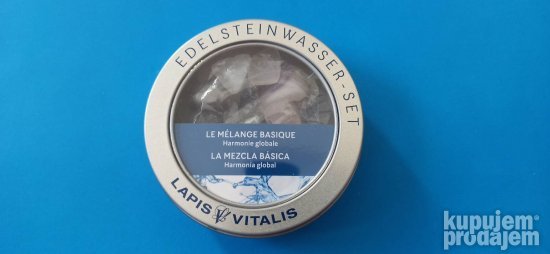 EDELSTEINWASSER-SET
LE MÉLANGE BASIQUE
Harmonie globale
LA MEZCLA BÁSICA
Harmonía global
LAPIS VITALIS
kupujem
prodajem